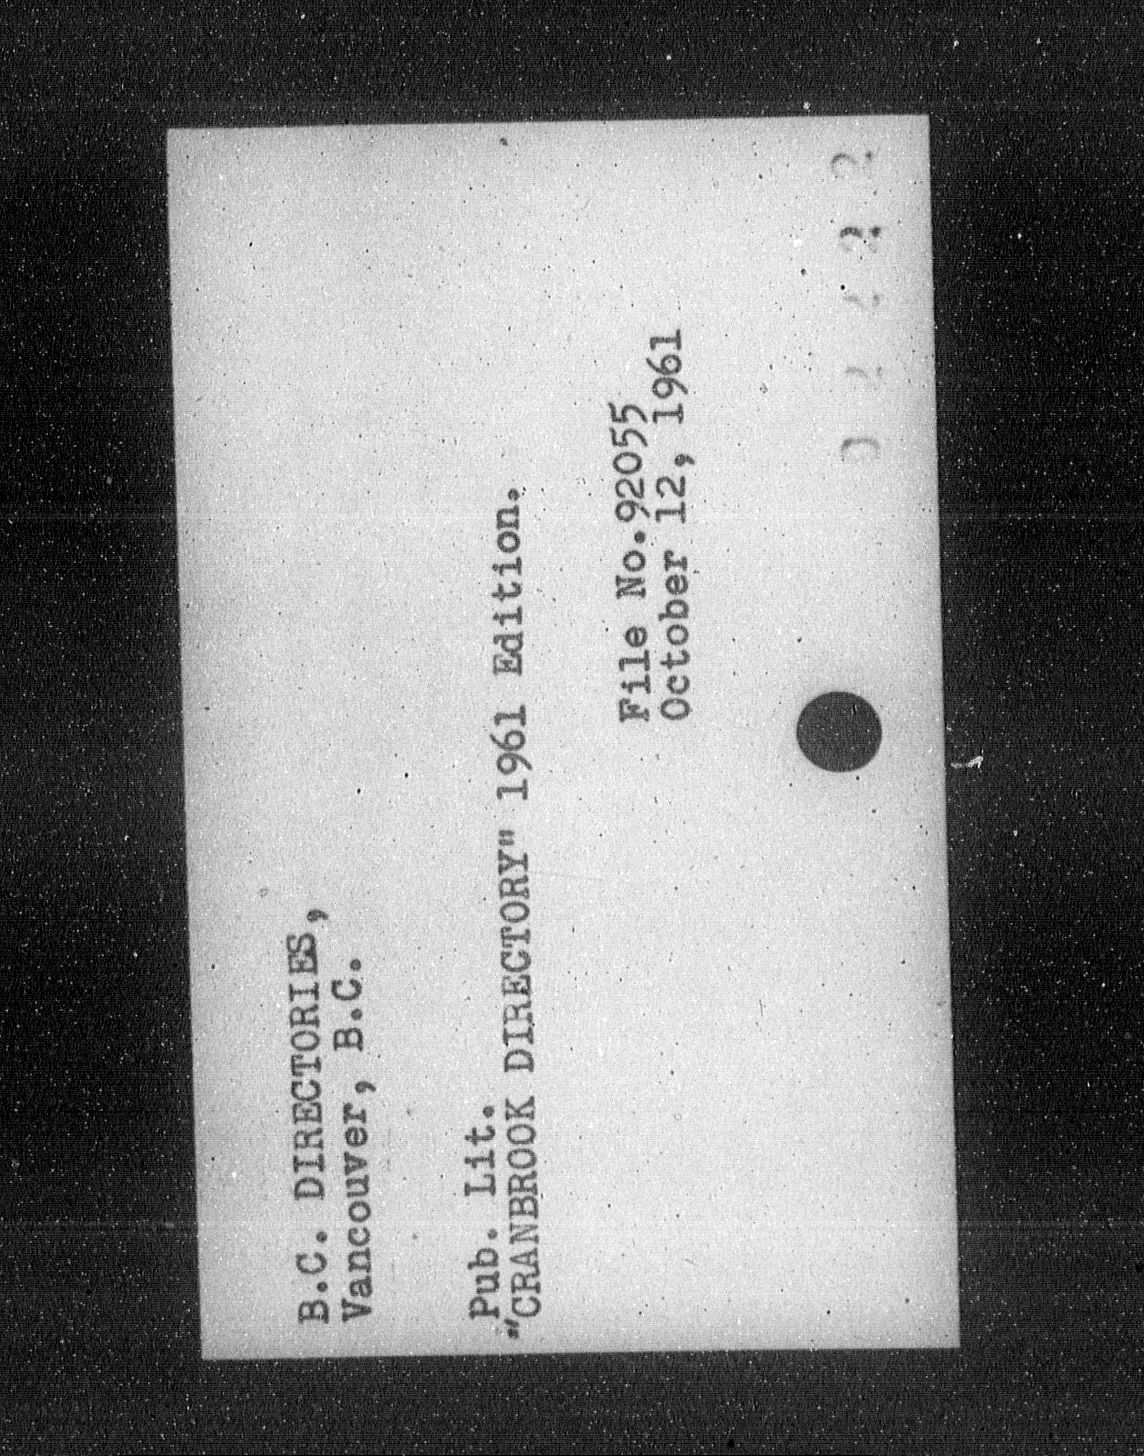 B.C. DIRECTORIES,
Vancouver, B.C.
Pub. Lit.
"CRANBROOK DIRECTORY" 1961 Edition.
File No.92055
October 12, 1961